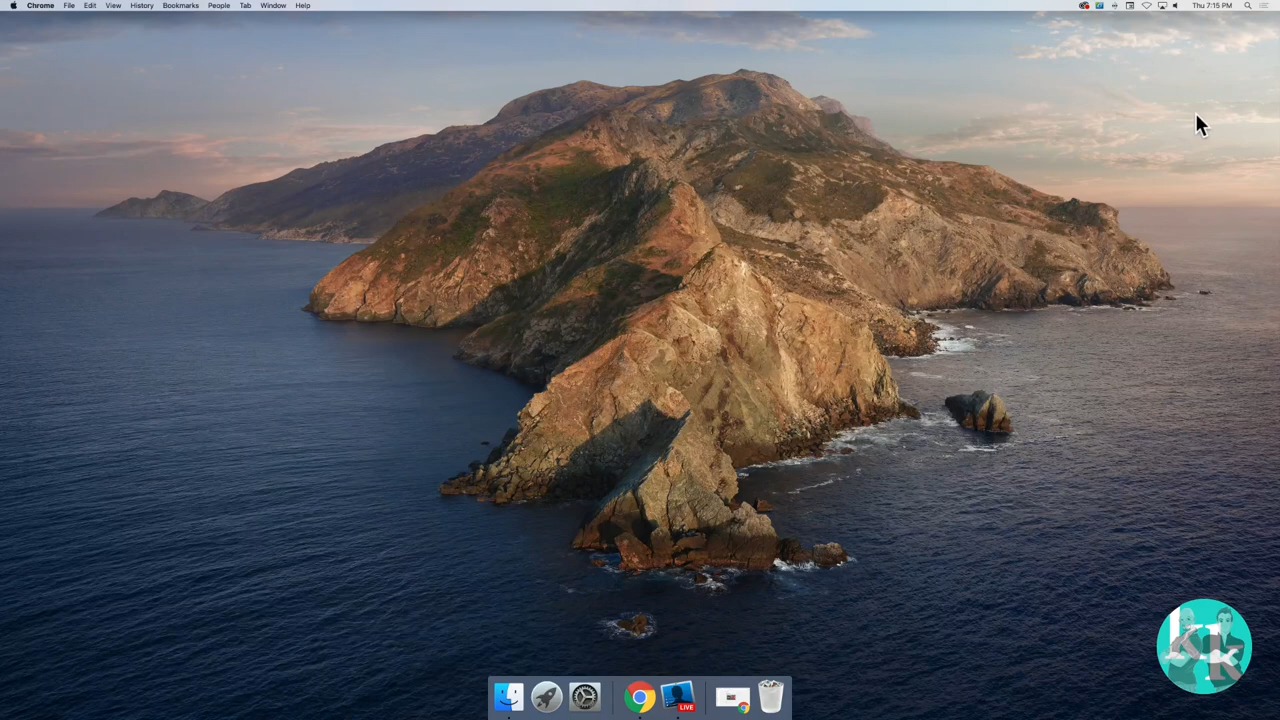 Chrome File Edit View History Bookmarks People Tab Window Help
Thu 7:15 PM
LIVE